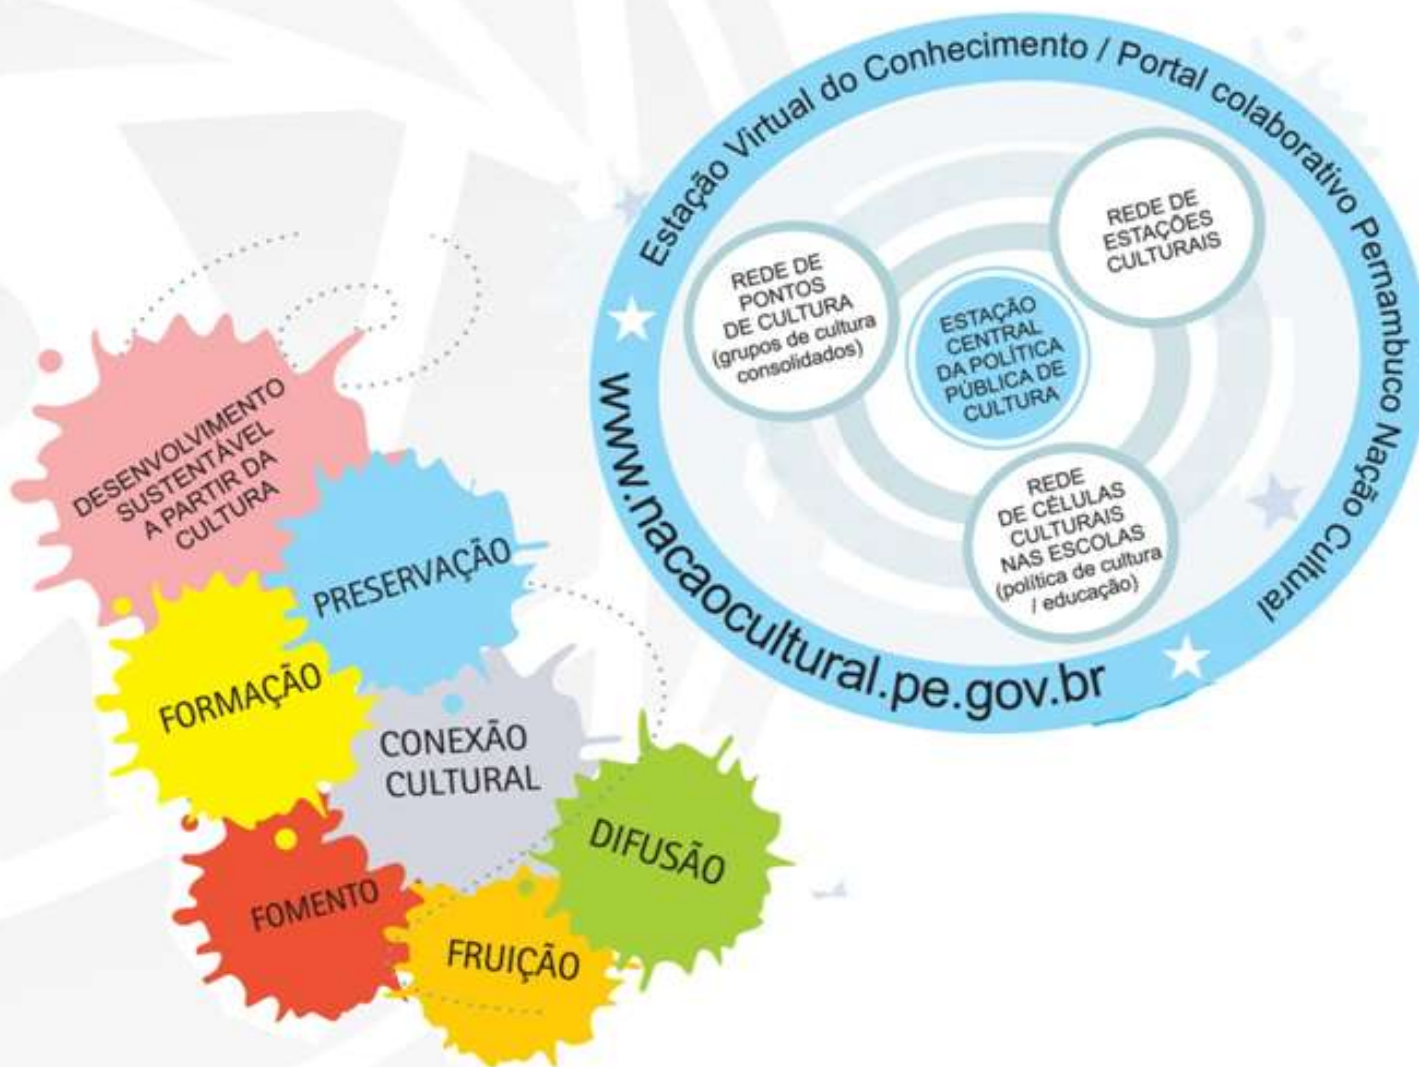 Estação Virtual do Conhecimento / Portal colaborativo Pernambuco Nação Cultural
REDE DE
ESTAÇÕES
CULTURAIS
REDE DE
PONTOS
DE CULTURA
(grupos de cultura
consolidados)
ESTAÇÃO
CENTRAL
DA POLÍTICA
PÚBLICA DE
CULTURA
REDE
DE CÉLULAS
CULTURAIS
NAS ESCOLAS
(política de cultura
/ educação)
www.nacaocultural.pe.gov.br
DESENVOLVIMENTO
SUSTENTÁVEL
A PARTIR DA
CULTURA
PRESERVAÇÃO
FORMAÇÃO
CONEXÃO
CULTURAL
DIFUSÃO
FOMENTO
FRUIÇÃO